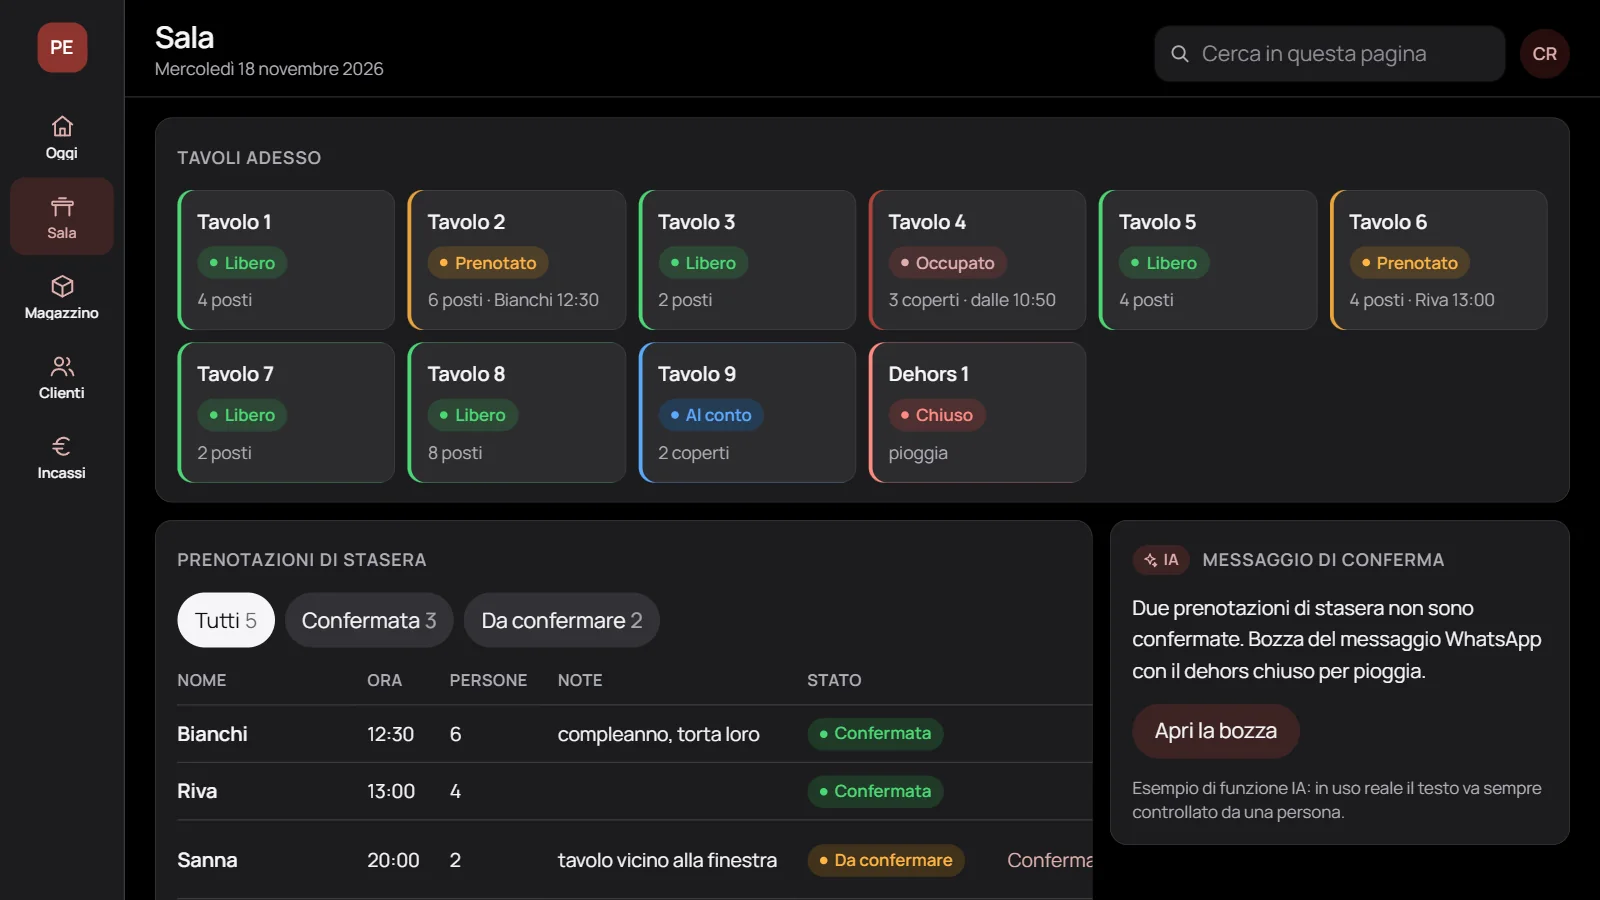 PE
Oggi
Sala
Magazzino
Clienti
Incassi
Sala
Mercoledì 18 novembre 2026
Cerca in questa pagina
CR
TAVOLI ADESSO
Tavolo 1
Libero
4 posti
Tavolo 2
Prenotato
6 posti · Bianchi 12:30
Tavolo 3
Libero
2 posti
Tavolo 4
Occupato
3 coperti · dalle 10:50
Tavolo 5
Libero
4 posti
Tavolo 6
Prenotato
4 posti · Riva 13:00
Tavolo 7
Libero
2 posti
Tavolo 8
Libero
8 posti
Tavolo 9
Al conto
2 coperti
Dehors 1
Chiuso
pioggia
PRENOTAZIONI DI STASERA
Tutti 5
Confermata 3
Da confermare 2
NOME ORA PERSONE NOTE STATO
Bianchi 12:30 6 compleanno, torta loro Confermata
Riva 13:00 4 Confermata
Sanna 20:00 2 tavolo vicino alla finestra Da confermare Conferma
IA MESSAGGIO DI CONFERMA
Due prenotazioni di stasera non sono
confermate. Bozza del messaggio WhatsApp
con il dehors chiuso per pioggia.
Apri la bozza
Esempio di funzione IA: in uso reale il testo va sempre
controllato da una persona.